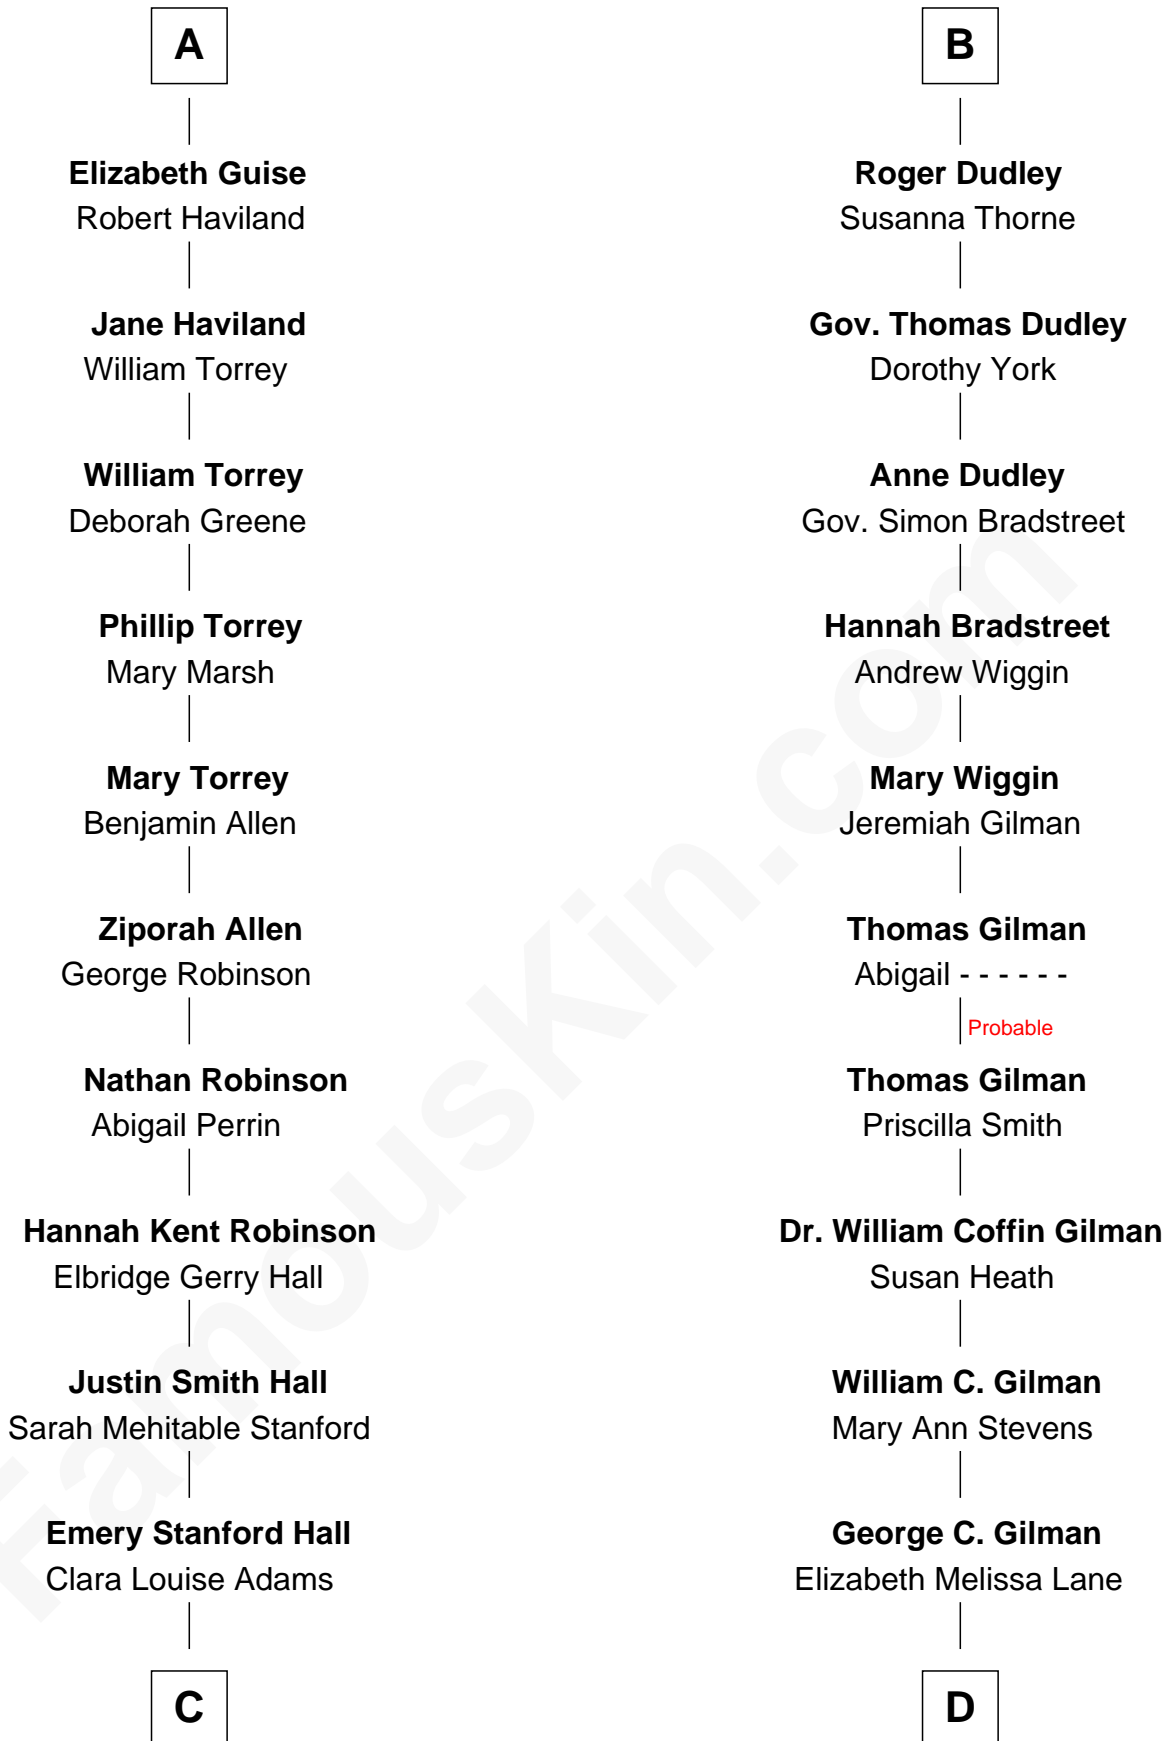 A
Elizabeth Guise
Robert Haviland
Jane Haviland
William Torrey
William Torrey
Deborah Greene
Phillip Torrey
Mary Marsh
Mary Torrey
Benjamin Allen
Ziporah Allen
George Robinson
Nathan Robinson
Abigail Perrin
Hannah Kent Robinson
Elbridge Gerry Hall
Justin Smith Hall
Sarah Mehitable Stanford
Emery Stanford Hall
Clara Louise Adams
C
B
Roger Dudley
Susanna Thorne
Gov. Thomas Dudley
Dorothy York
Anne Dudley
Gov. Simon Bradstreet
Hannah Bradstreet
Andrew Wiggin
Mary Wiggin
Jeremiah Gilman
Thomas Gilman
Abigail - - - - - -
Probable
Thomas Gilman
Priscilla Smith
Dr. William Coffin Gilman
Susan Heath
William C. Gilman
Mary Ann Stevens
George C. Gilman
Elizabeth Melissa Lane
D
FamousKin.com